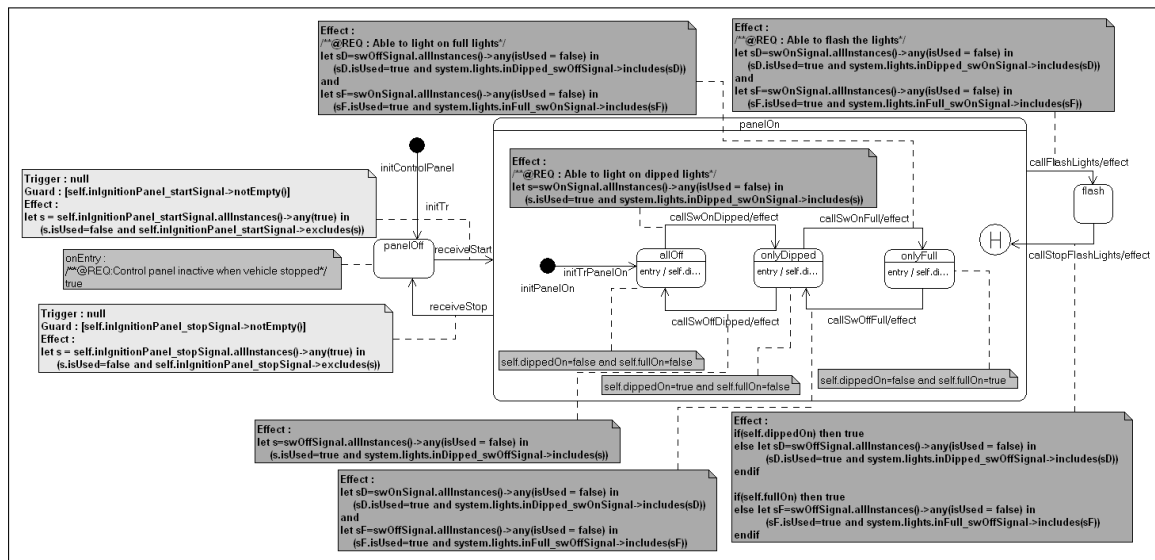 Effect :
/**@REQ : Able to light on full lights*/
let sD=swOffSignal.allInstances()->any(isUsed = false) in
(sD.isUsed=true and system.lights.inDipped_swOffSignal->includes(sD))
and
let sF=swOnSignal.allInstances()->any(isUsed = false) in
(sF.isUsed=true and system.lights.inFull_swOnSignal->includes(sF))
Effect :
/**@REQ : Able to flash the lights*/
let sD=swOnSignal.allInstances()->any(isUsed = false) in
(sD.isUsed=true and system.lights.inDipped_swOnSignal->includes(sD))
and
let sF=swOnSignal.allInstances()->any(isUsed = false) in
(sF.isUsed=true and system.lights.inFull_swOnSignal->includes(sF))
panelOn
initControlPanel
Effect :
/**@REQ : Able to light on dipped lights*/
let s=swOnSignal.allInstances()->any(isUsed = false) in
(s.isUsed=true and system.lights.inDipped_swOnSignal->includes(s))
callFlashLights/effect
flash
Trigger : null
Guard : [self.inIgnitionPanel_startSignal->notEmpty()]
Effect :
let s = self.inIgnitionPanel_startSignal.allInstances()->any(true) in
(s.isUsed=false and self.inIgnitionPanel_startSignal->excludes(s))
initTr
callSwOnDipped/effect
callSwOnFull/effect
panelOff
receiveStart
H
onEntry :
/**@REQ:Control panel inactive when vehicle stopped*/
true
allOff
entry / self.di...
onlyDipped
entry / self.di...
onlyFull
entry / self.di...
callStopFlashLights/effect
initTrPanelOn
initPanelOn
receiveStop
callSwOffDipped/effect
callSwOffFull/effect
Trigger : null
Guard : [self.inIgnitionPanel_stopSignal->notEmpty()]
Effect :
let s = self.inIgnitionPanel_stopSignal.allInstances()->any(true) in
(s.isUsed=false and self.inIgnitionPanel_stopSignal->excludes(s))
self.dippedOn=false and self.fullOn=false
self.dippedOn=true and self.fullOn=false
self.dippedOn=false and self.fullOn=true
Effect :
let s=swOffSignal.allInstances()->any(isUsed = false) in
(s.isUsed=true and system.lights.inDipped_swOffSignal->includes(s))
Effect :
let sD=swOnSignal.allInstances()->any(isUsed = false) in
(sD.isUsed=true and system.lights.inDipped_swOnSignal->includes(sD))
and
let sF=swOffSignal.allInstances()->any(isUsed = false) in
(sF.isUsed=true and system.lights.inFull_swOffSignal->includes(sF))
Effect :
if(self.dippedOn) then true
else let sD=swOffSignal.allInstances()->any(isUsed = false) in
(sD.isUsed=true and system.lights.inDipped_swOffSignal->includes(sD))
endif
if(self.fullOn) then true
else let sF=swOffSignal.allInstances()->any(isUsed = false) in
(sF.isUsed=true and system.lights.inFull_swOffSignal->includes(sF))
endif